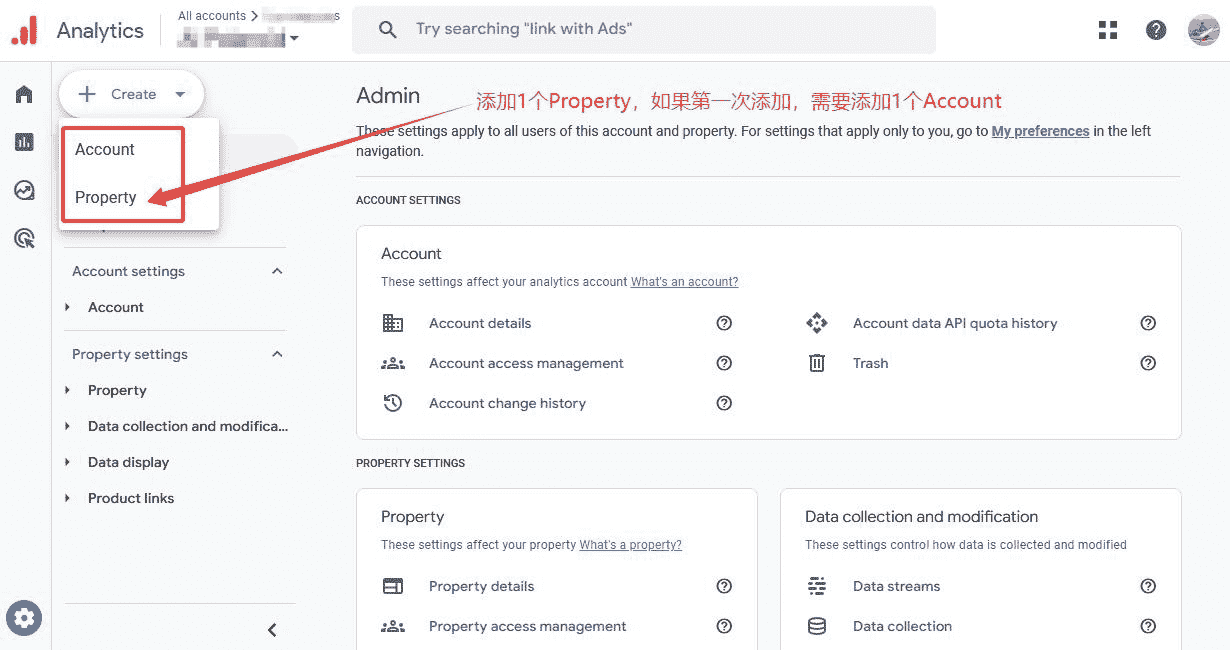 Analytics
All accounts
Try searching "link with Ads"
Create
Account
Property
Admin
添加1个Property，如果第一次添加，需要添加1个Account
These settings apply to all users of this account and property. For settings that apply only to you, go to My preferences in the left
navigation.
Account settings
Account
Property settings
Property
Data collection and modifica...
Data display
Product links
ACCOUNT SETTINGS
Account
These settings affect your analytics account What's an account?
Account details
Account data API quota history
Account access management
Trash
Account change history
PROPERTY SETTINGS
Property
These settings affect your property What's a property?
Property details
Property access management
Data collection and modification
These settings control how data is collected and modified
Data streams
Data collection